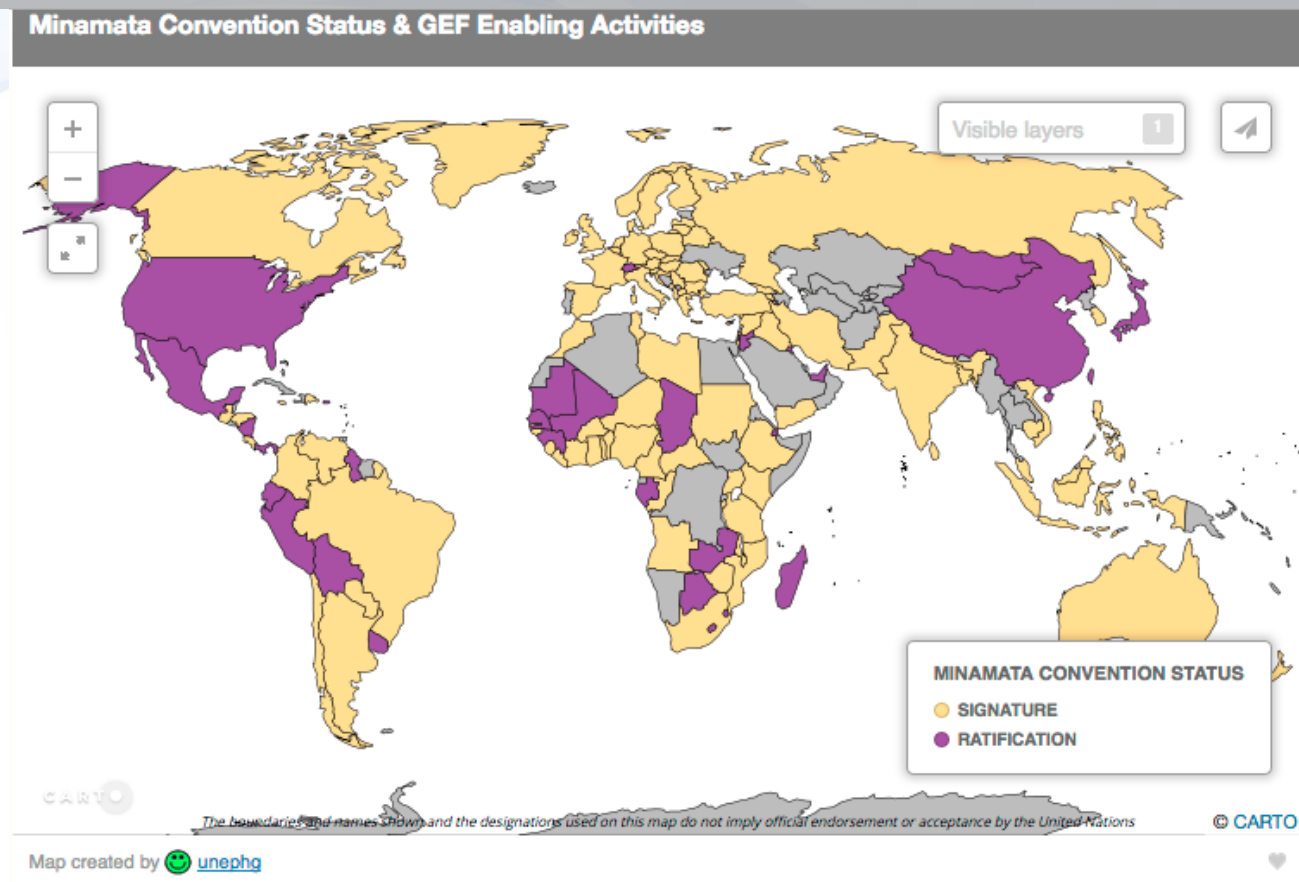 Minamata Convention Status & GEF Enabling Activities
+
Visible layers 1
−
MINAMATA CONVENTION STATUS
SIGNATURE
RATIFICATION
CARTO
The boundaries and names shown and the designations used on this map do not imply official endorsement or acceptance by the United Nations
© CARTO
Map created by unephg